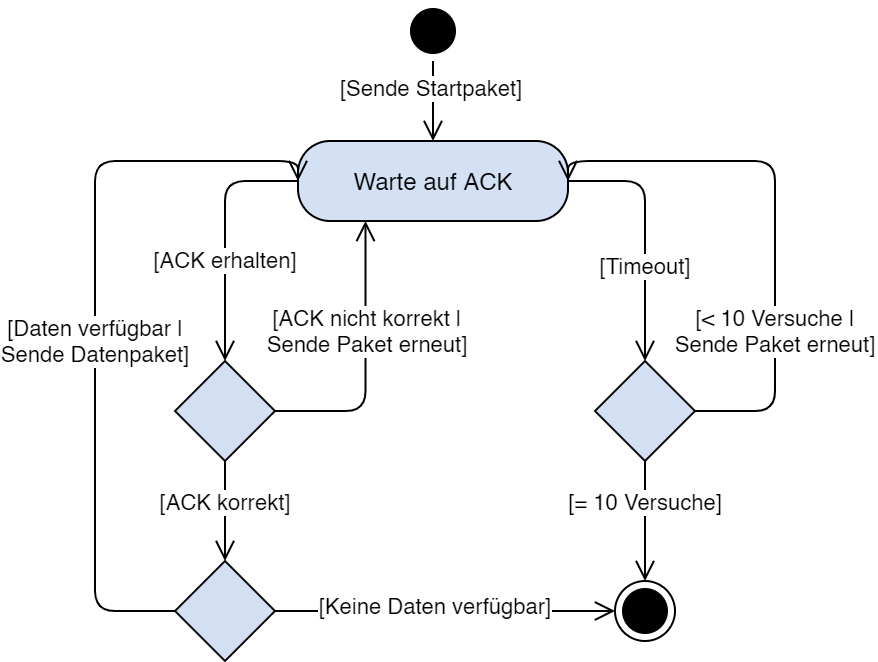 [Sende Startpaket]
Warte auf ACK
[ACK erhalten]
[Timeout]
[Daten verfügbar |
Sende Datenpaket]
[ACK nicht korrekt |
Sende Paket erneut]
[< 10 Versuche |
Sende Paket erneut]
[ACK korrekt]
[= 10 Versuche]
[Keine Daten verfügbar]